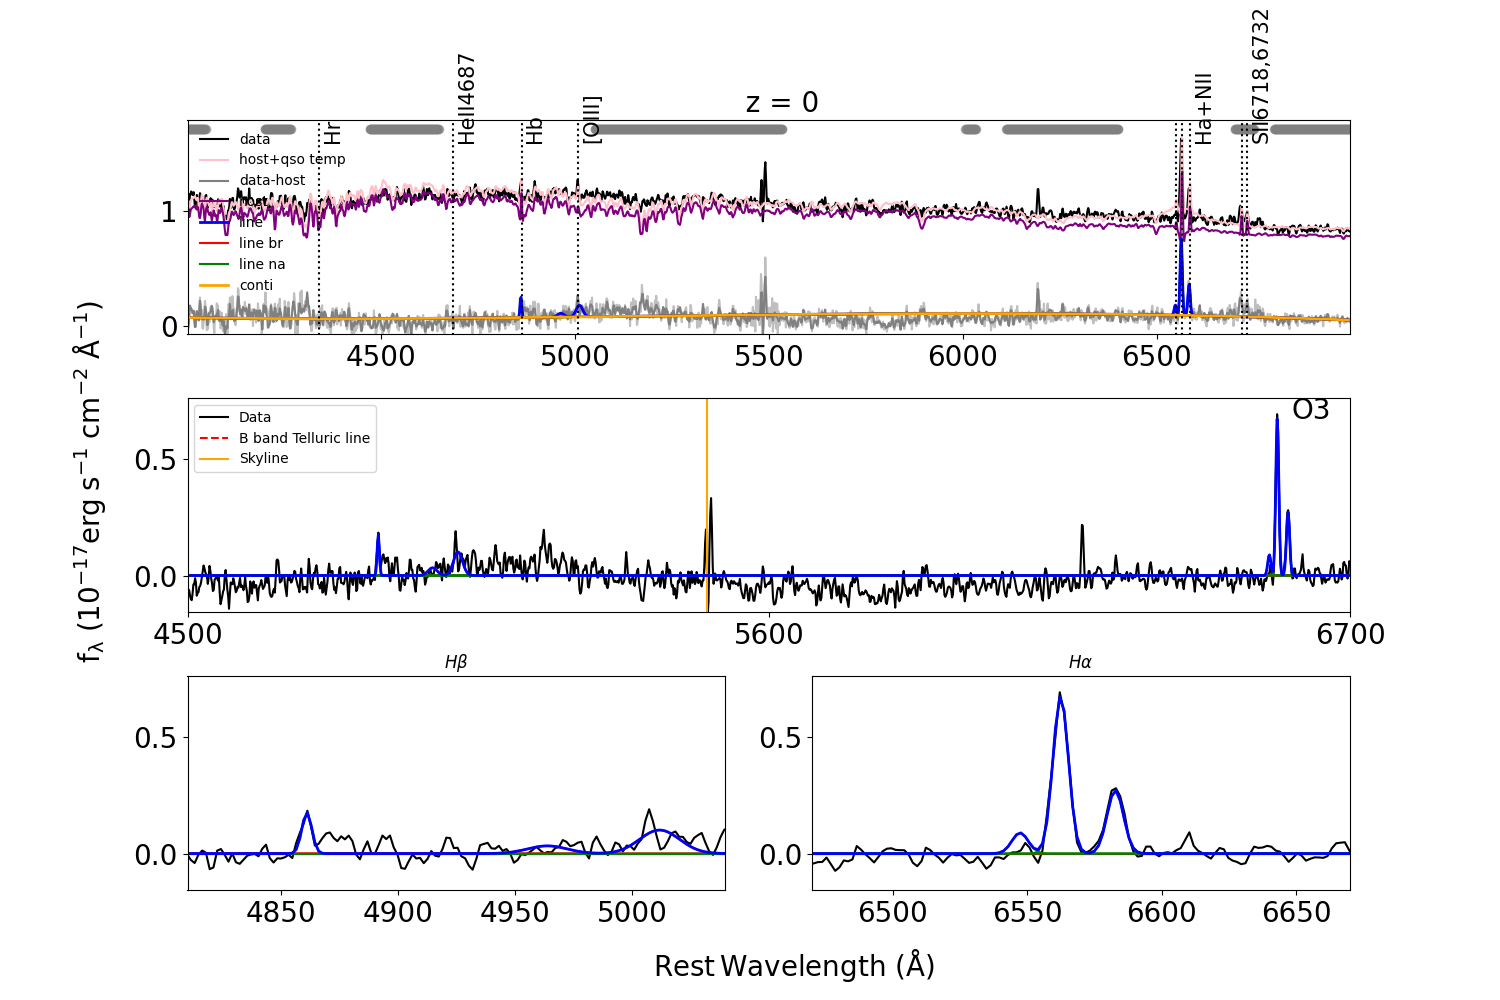 z = 0
Hr
HeII4687
Hb
[OIII]
Ha+NII
SII6718,6732
data
host+qso temp
data-host
line
line br
line na
conti
1
0
4500 5000 5500 6000 6500
f_λ (10^−17 erg s^−1 cm^−2 Å^−1)
O3
Data
B band Telluric line
Skyline
0.5
0.0
4500 5600 6700
Hβ
0.5
0.0
4850 4900 4950 5000
Hα
0.5
0.0
6500 6550 6600 6650
Rest Wavelength (Å)